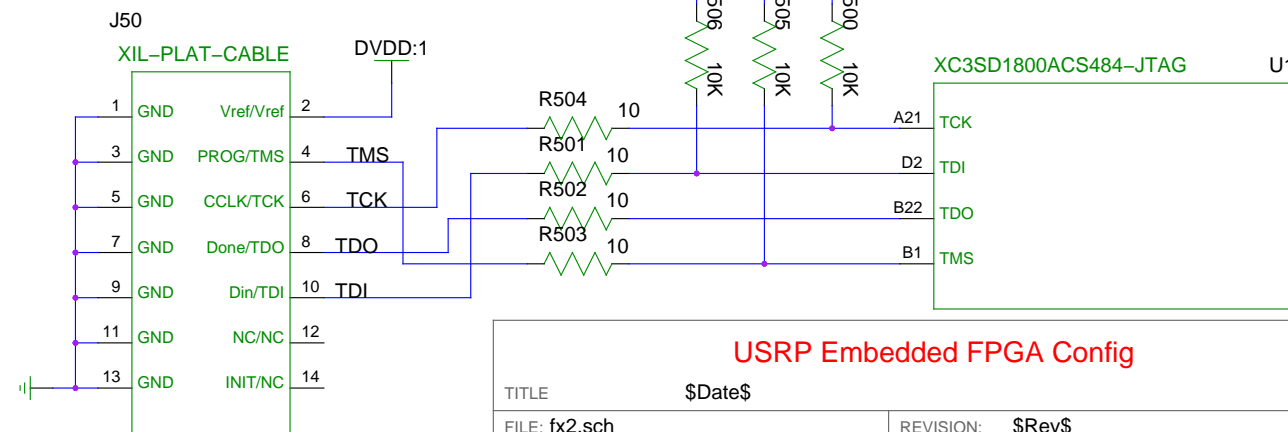 J50
XIL-PLAT-CABLE
DVDD:1
1 GND Vref/Vref 2
3 GND PROG/TMS 4 TMS
5 GND CCLK/TCK 6 TCK
7 GND Done/TDO 8 TDO
9 GND Din/TDI 10 TDI
11 GND NC/NC 12
13 GND INIT/NC 14
10K
10K
10K
R504 10
R501 10
R502 10
R503 10
XC3SD1800ACS484-JTAG
A21 TCK
D2 TDI
B22 TDO
B1 TMS
USRP Embedded FPGA Config
TITLE $Date$
FILE: fx2.sch REVISION: $Rev$